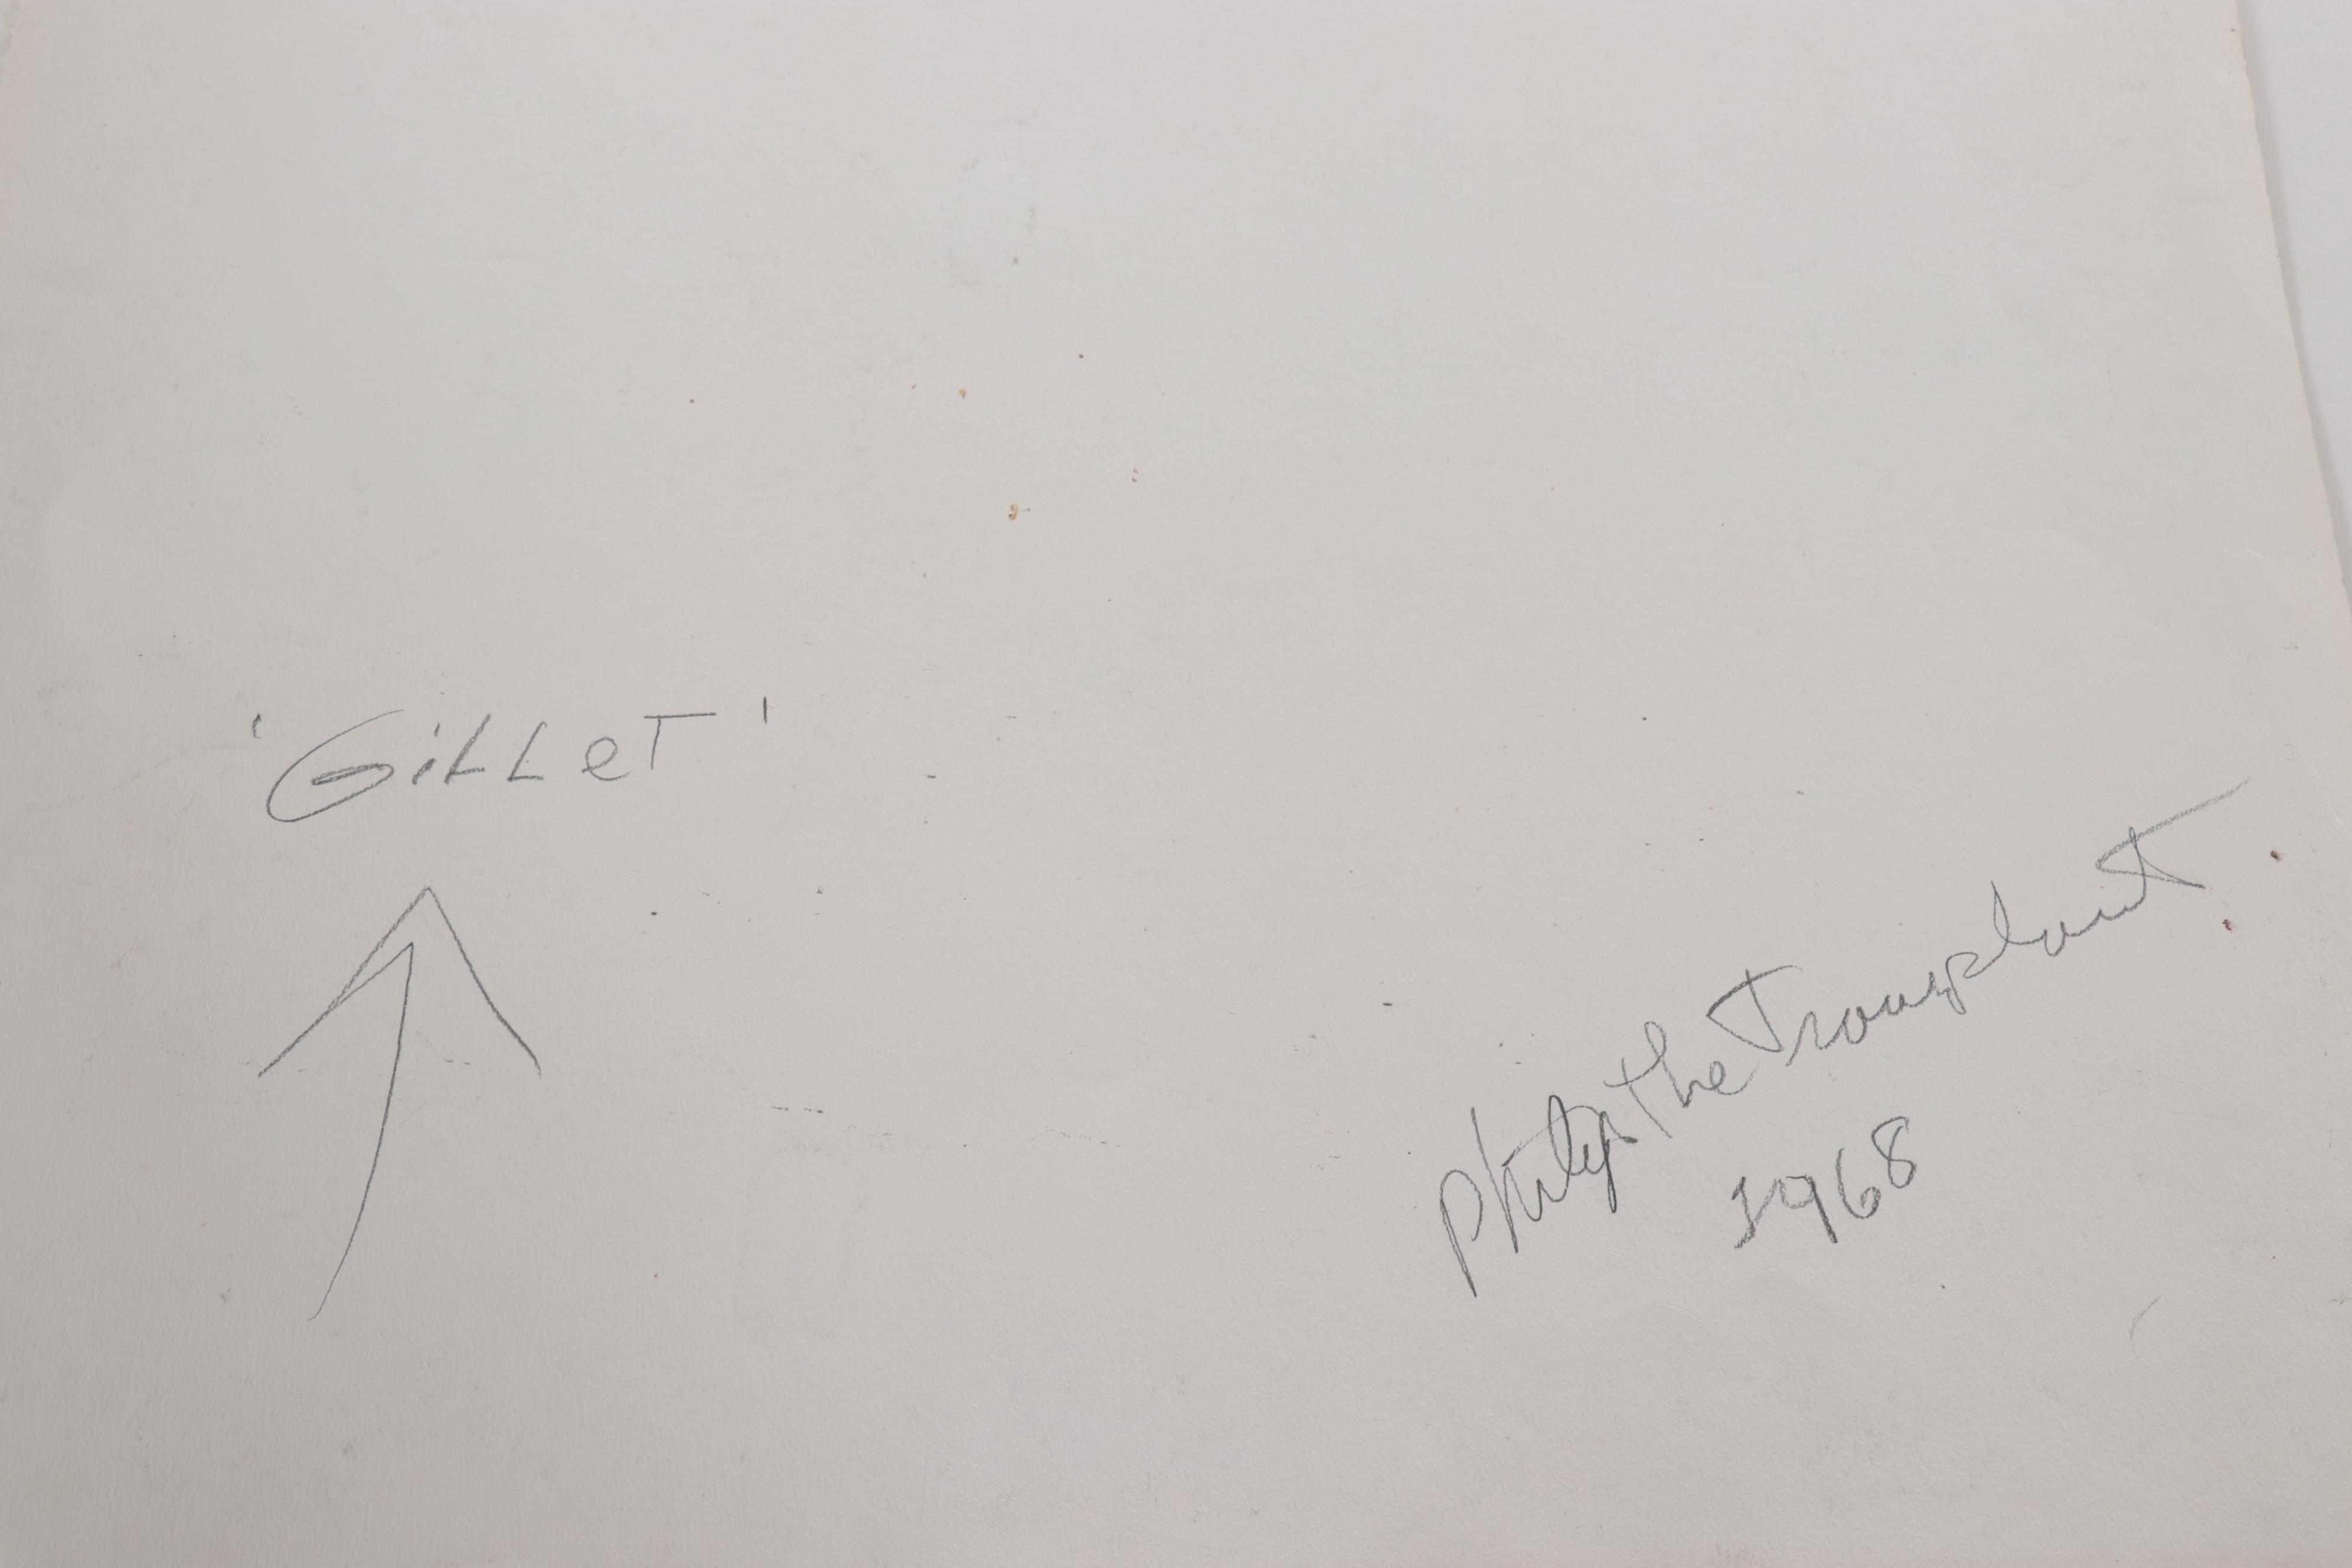 'GiLLeT'
Philip the Transplant
1968